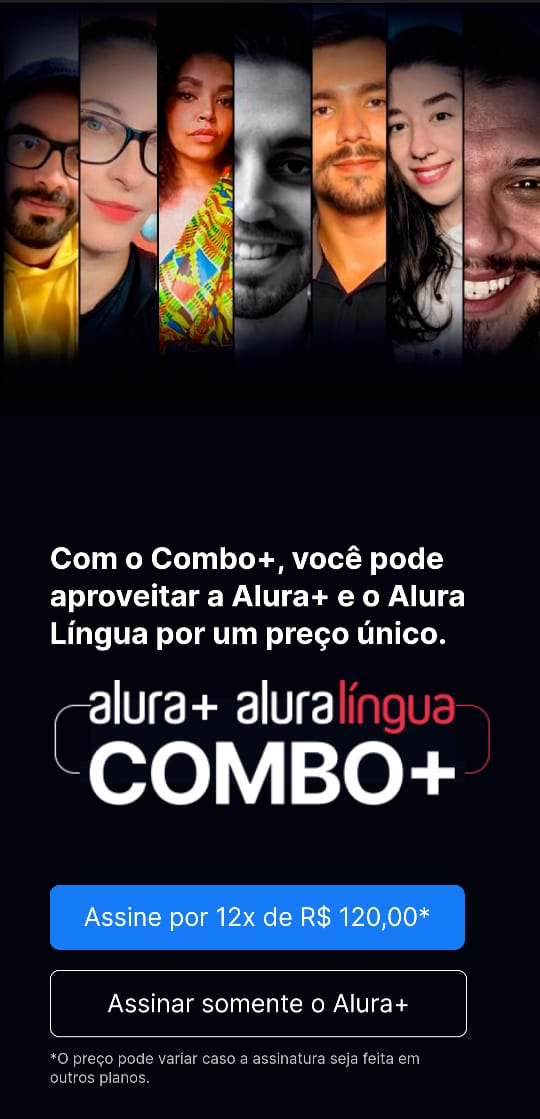 Com o Combo+, você pode
aproveitar a Alura+ e o Alura
Língua por um preço único.
alura+ aluralíngua
COMBO+
Assine por 12x de R$ 120,00*
Assinar somente o Alura+
*O preço pode variar caso a assinatura seja feita em
outros planos.